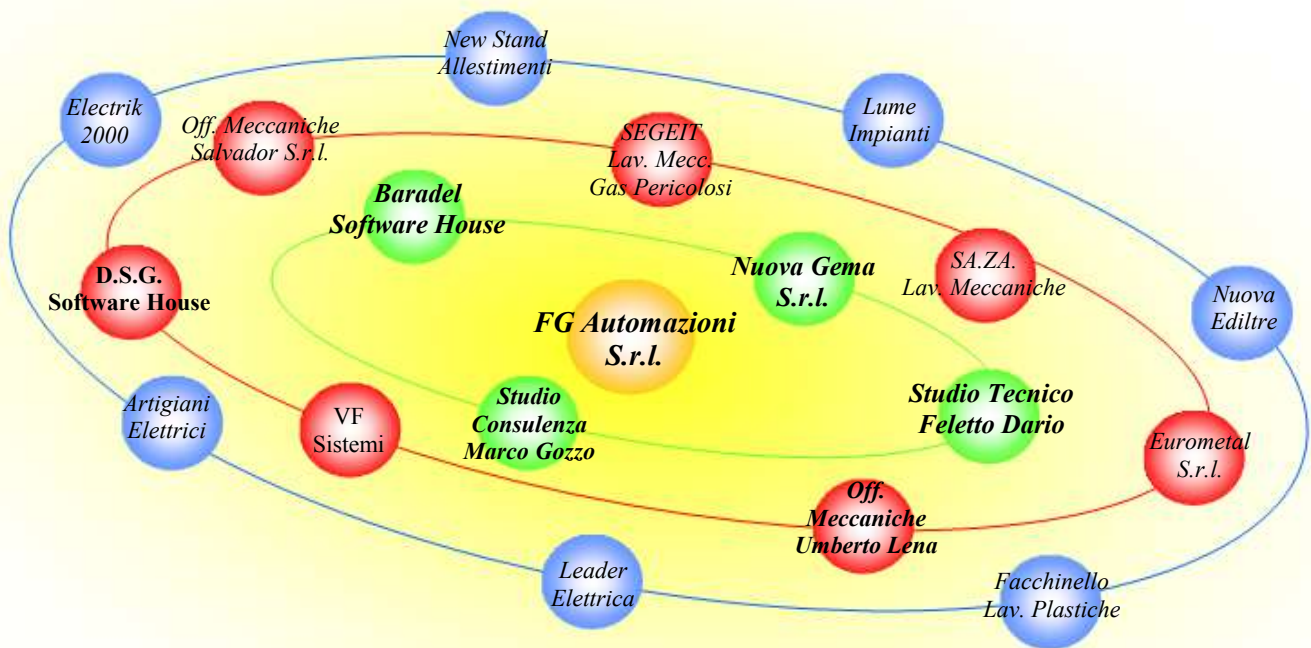 New Stand
Allestimenti
Electrik
2000
Lume
Impianti
Off. Meccaniche
Salvador S.r.l.
SEGEIT
Lav. Mecc.
Gas Pericolosi
Baradel
Software House
D.S.G.
Software House
Nuova Gema
S.r.l.
SA.ZA.
Lav. Meccaniche
Nuova
Ediltre
FG Automazioni
S.r.l.
Artigiani
Elettrici
VF
Sistemi
Studio
Consulenza
Marco Gozzo
Studio Tecnico
Feletto Dario
Eurometal
S.r.l.
Off.
Meccaniche
Umberto Lena
Leader
Elettrica
Facchinello
Lav. Plastiche